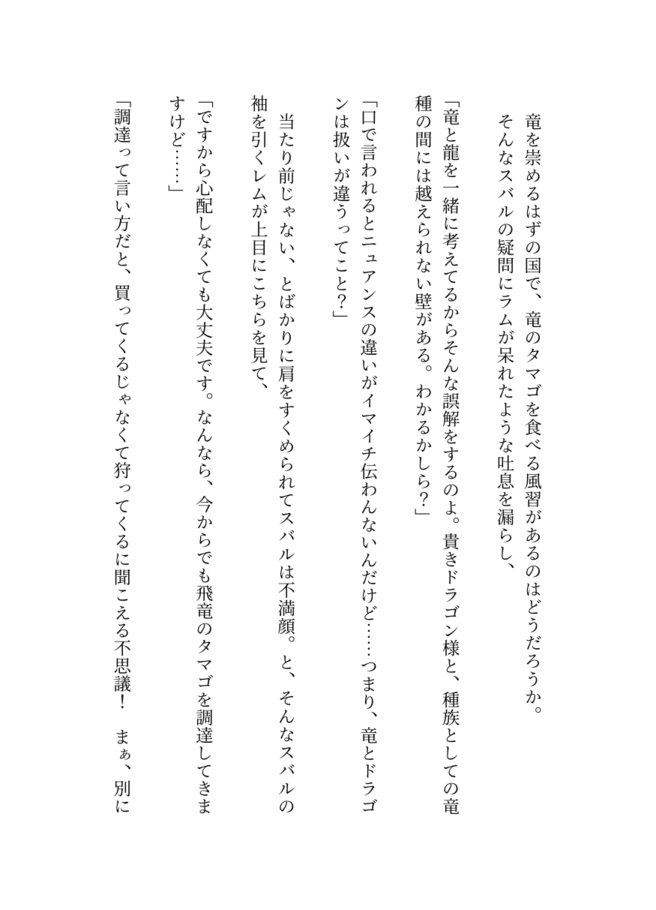 竜を崇めるはずの国で、竜のタマゴを食べる風習があるのはどうだろうか。
そんなスバルの疑問にラムが呆れたような吐息を漏らし、
「竜と龍を一緒に考えてるからそんな誤解をするのよ。貴きドラゴン様と、種族としての竜
種の間には越えられない壁がある。わかるかしら？」
「口で言われるとニュアンスの違いがイマイチ伝わんないんだけど……つまり、竜とドラゴ
ンは扱いが違うってこと？」
当たり前じゃない、とばかりに肩をすくめられてスバルは不満顔。と、そんなスバルの
袖を引くレムが上目にこちらを見て、
「ですから心配しなくても大丈夫です。なんなら、今からでも飛竜のタマゴを調達してきま
すけど……」
「調達って言い方だと、買ってくるじゃなくて狩ってくるに聞こえる不思議！　まぁ、別に